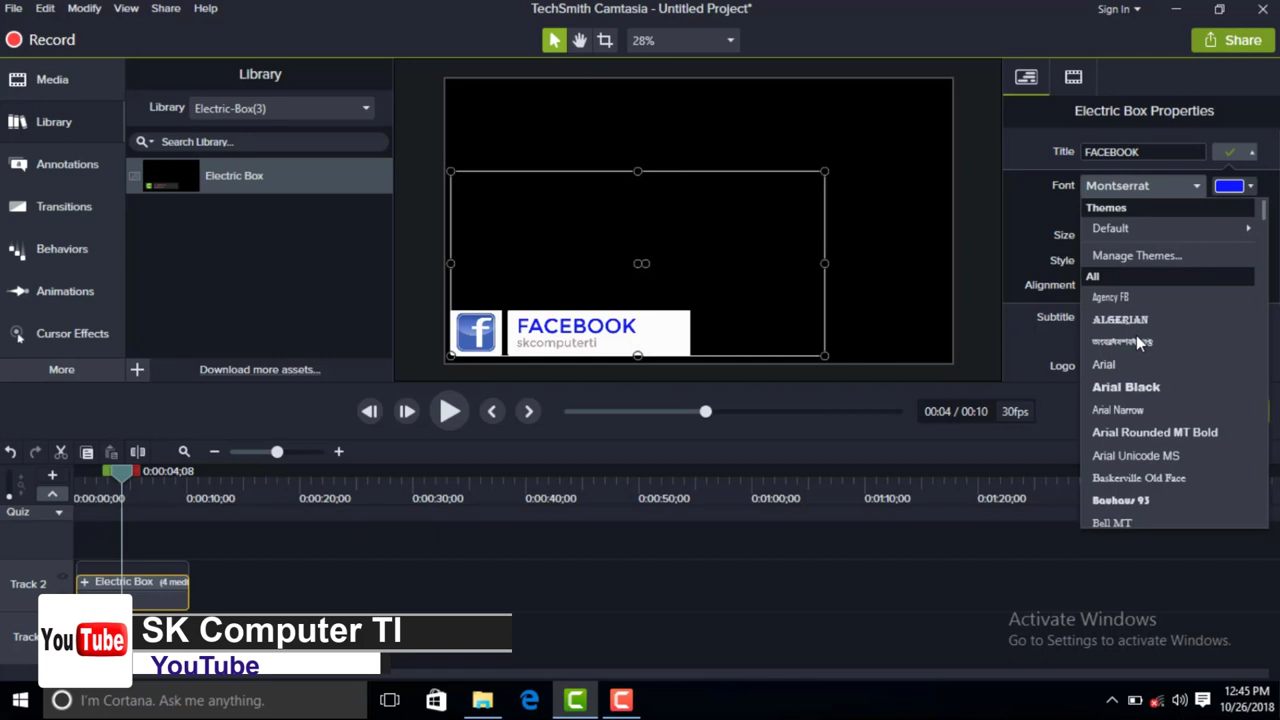 File Edit Modify View Share Help
TechSmith Camtasia - Untitled Project*
Sign In
Record
28%
Share
Media
Library
Annotations
Transitions
Behaviors
Animations
Cursor Effects
More
Library
Library Electric-Box(3)
Search Library...
Electric Box
Download more assets...
FACEBOOK
skcomputerti
Electric Box Properties
Title FACEBOOK
Font Montserrat
Size
Style
Alignment
Subtitle
Logo
Themes
Default
Manage Themes...
All
Agency FB
ALGERIAN
Arial
Arial Black
Arial Narrow
Arial Rounded MT Bold
Arial Unicode MS
Baskerville Old Face
Bauhaus 93
Bell MT
00:04 / 00:10 30fps
0:00:04;08
0:00:00;00 0:00:10;00 0:00:20;00 0:00:30;00 0:00:40;00 0:00:50;00 0:01:00;00 0:01:10;00 0:01:20;00
Quiz
Track 2
Electric Box (4 medi
Track
You Tube
SK Computer TI
YouTube
Activate Windows
Go to Settings to activate Windows.
I'm Cortana. Ask me anything.
12:45 PM
10/26/2018